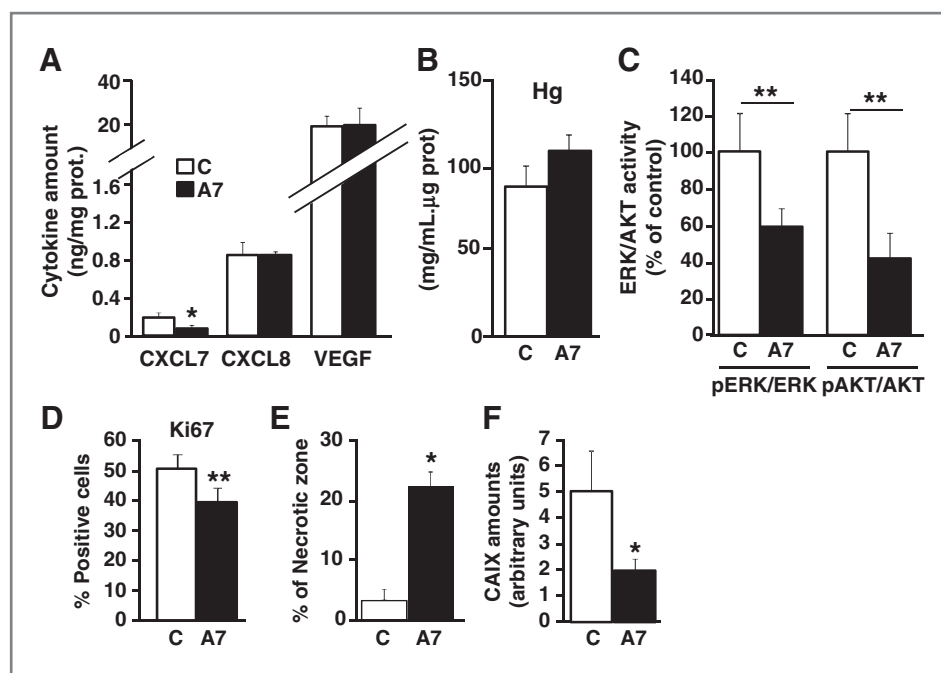 A
Cytokine amount
(ng/mg prot.)
40
20
1.6
1.2
0.8
0.4
0
C
A7
*
CXCL7 CXCL8 VEGF
B
Hg
(mg/mL.µg prot)
150
100
50
0
C A7
C
ERK/AKT activity
(% of control)
140
120
100
80
60
40
20
0
** **
C A7 C A7
pERK/ERK pAKT/AKT
D
Ki67
% Positive cells
60
50
40
30
20
10
0
**
C A7
E
% of Necrotic zone
30
20
10
0
*
C A7
F
CAIX amounts
(arbitrary units)
7
6
5
4
3
2
1
0
*
C A7